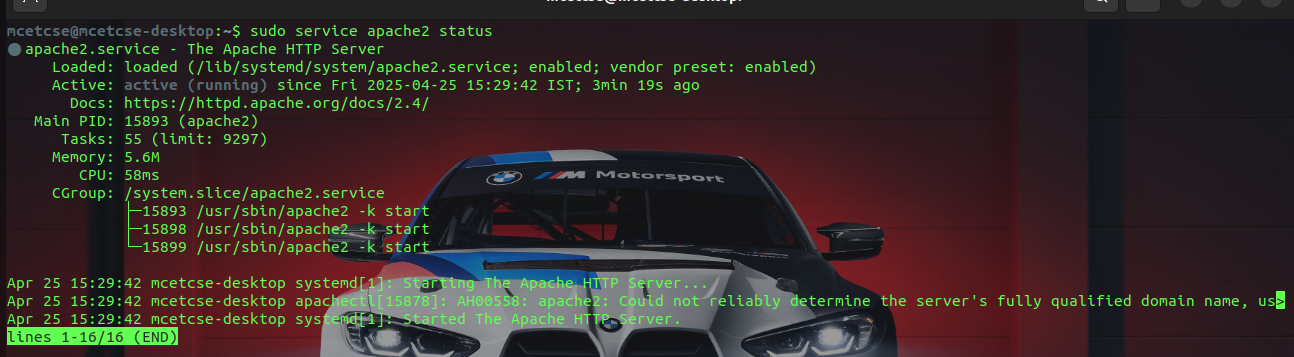 mcetcse@mcetcse-desktop:~$ sudo service apache2 status
● apache2.service - The Apache HTTP Server
     Loaded: loaded (/lib/systemd/system/apache2.service; enabled; vendor preset: enabled)
     Active: active (running) since Fri 2025-04-25 15:29:42 IST; 3min 19s ago
       Docs: https://httpd.apache.org/docs/2.4/
   Main PID: 15893 (apache2)
      Tasks: 55 (limit: 9297)
     Memory: 5.6M
        CPU: 58ms
     CGroup: /system.slice/apache2.service
             ├─15893 /usr/sbin/apache2 -k start
             ├─15898 /usr/sbin/apache2 -k start
             └─15899 /usr/sbin/apache2 -k start
BMW M Motorsport
Apr 25 15:29:42 mcetcse-desktop systemd[1]: Starting The Apache HTTP Server...
Apr 25 15:29:42 mcetcse-desktop apachectl[15878]: AH00558: apache2: Could not reliably determine the server's fully qualified domain name, us>
Apr 25 15:29:42 mcetcse-desktop systemd[1]: Started The Apache HTTP Server.
lines 1-16/16 (END)